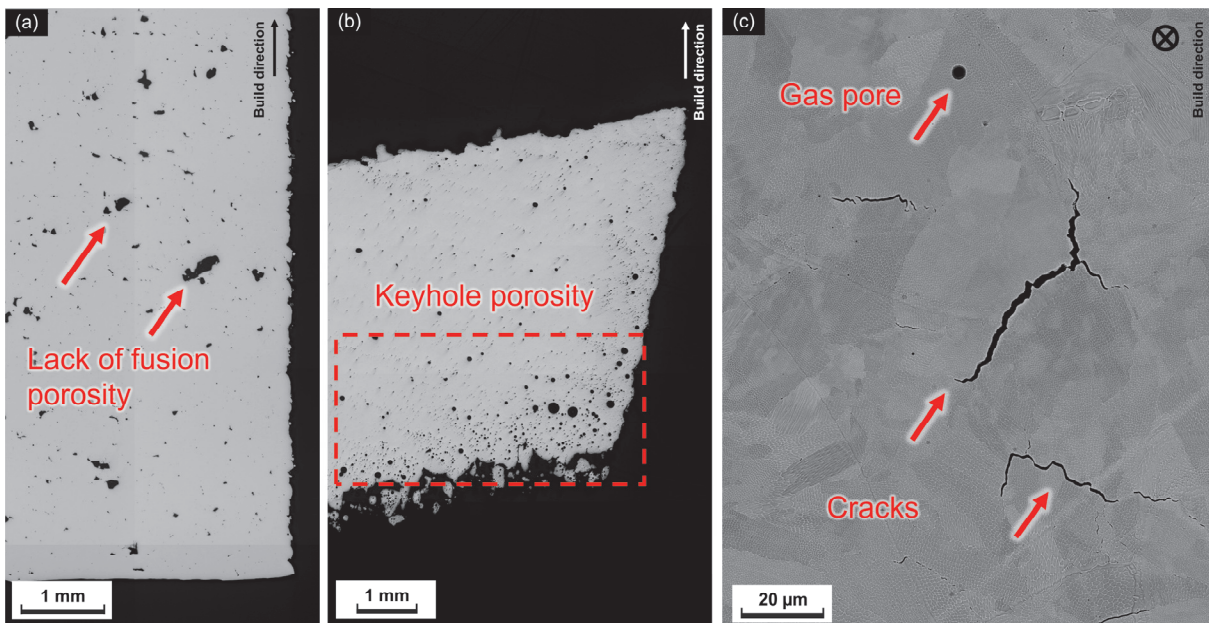 (a)
Build direction
Lack of fusion
porosity
1 mm
(b)
Build direction
Keyhole porosity
1 mm
(c)
Build direction
Gas pore
Cracks
20 µm